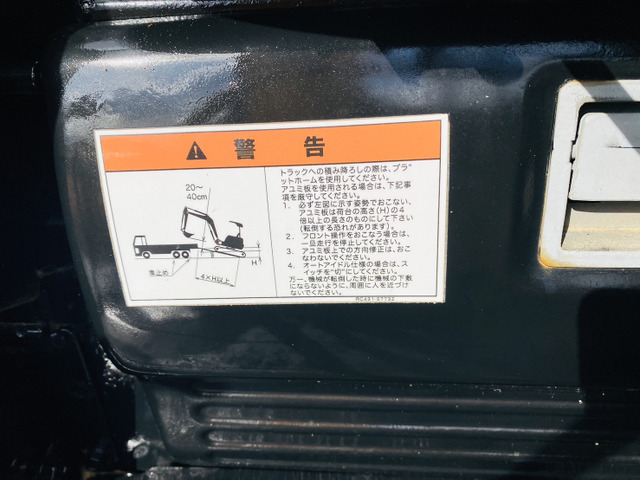 警告
トラックへの積み降ろしの際は、プラ
ットホームを使用してください。
アユミ板を使用される場合は、下記事
項を厳守してください。
1. 必ず左図に示す姿勢でおこない、
アユミ板は荷台の高さ(H)の4
倍以上の長さのものにして下さい
(転倒する恐れがあります)。
2. フロント操作をおこなう場合は、
一旦走行を停止してください。
3. アユミ板上での方向修正は、おこ
なわないでください。
4. オートアイドル仕様の場合は、ス
イッチを"切"にしてください。
万一、機械が転倒した時に機械の下敷
にならないように、周囲に人を近づけ
ないでください。
20～
40cm
H
車止め
4×H以上